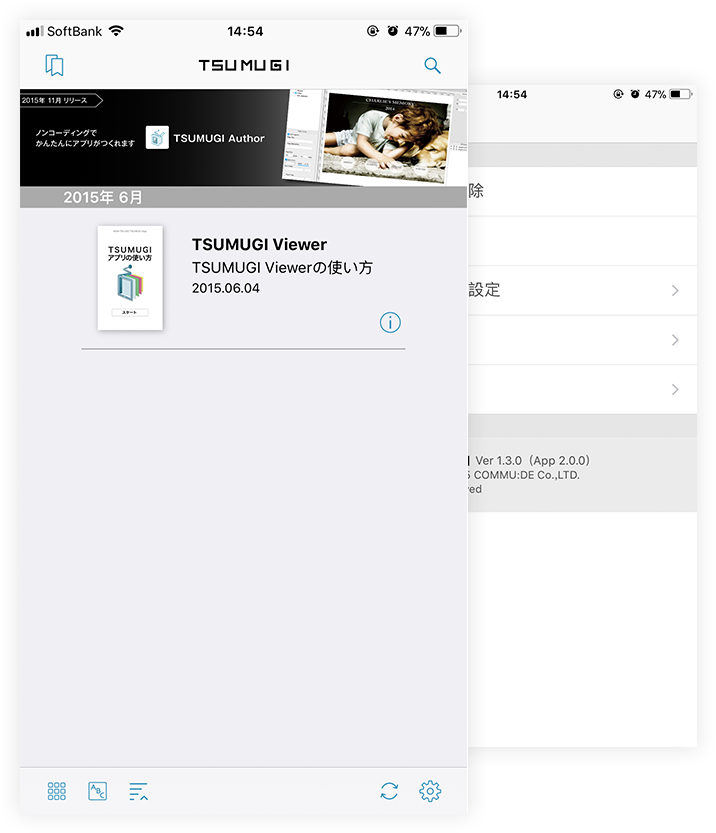 SoftBank 14:54 47%
TSUMUGI
2015年 11月 リリース
ノンコーディングで
かんたんにアプリがつくれます
TSUMUGI Author
CHARLIE'S MEMORY
2014
2015年 6月
TSUMUGI
アプリの使い方
スタート
TSUMUGI Viewer
TSUMUGI Viewerの使い方
2015.06.04
ABC
14:54 47%
除
設定
Ver 1.3.0（App 2.0.0）
5 COMMU:DE Co.,LTD.
ved